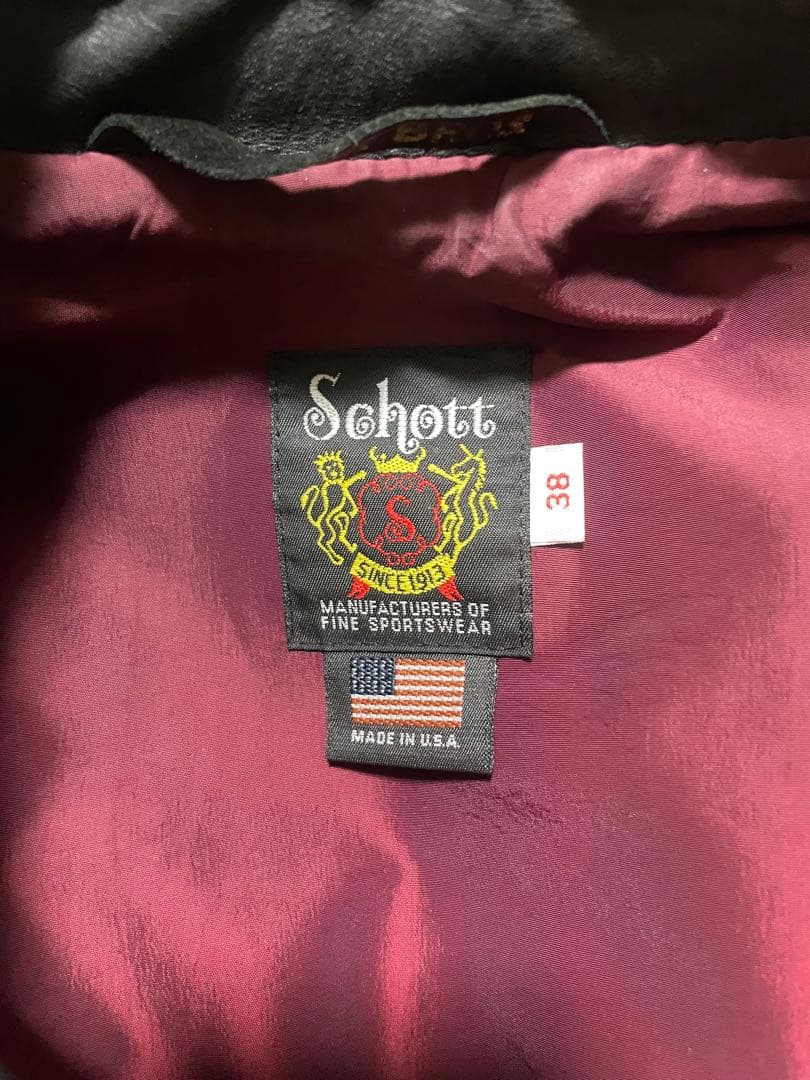 Schott
S
SINCE 1913
MANUFACTURERS OF
FINE SPORTSWEAR
38
MADE IN U.S.A.